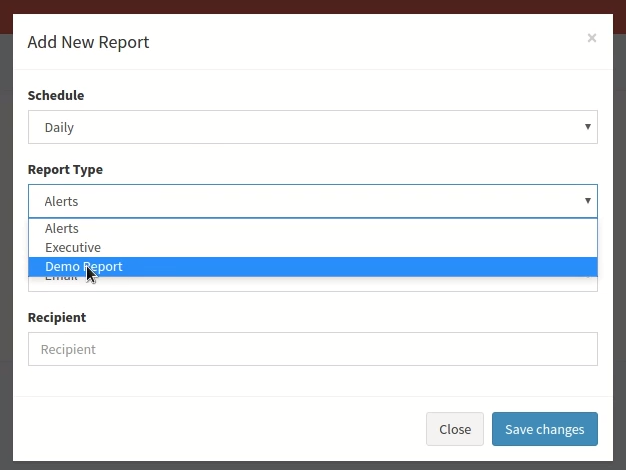 Add New Report
×
Schedule
Daily
Report Type
Alerts
Alerts
Executive
Demo Report
Email
Recipient
Recipient
Close
Save changes